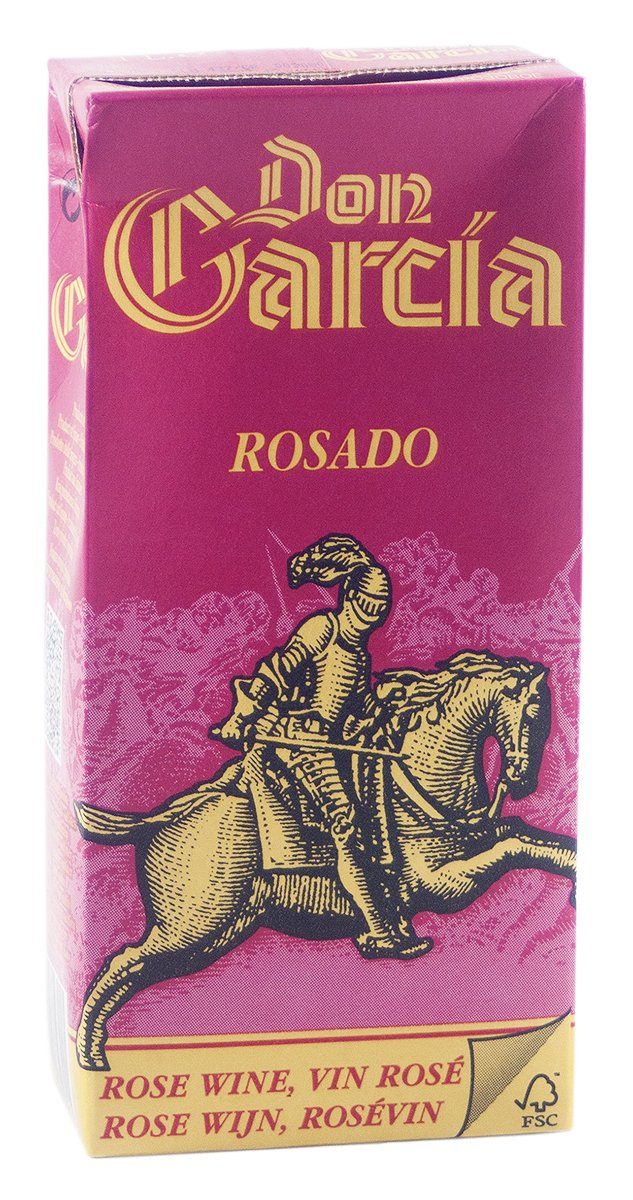 Don
García
ROSADO
ROSE WINE, VIN ROSÉ
ROSE WIJN, ROSÉVIN
FSC